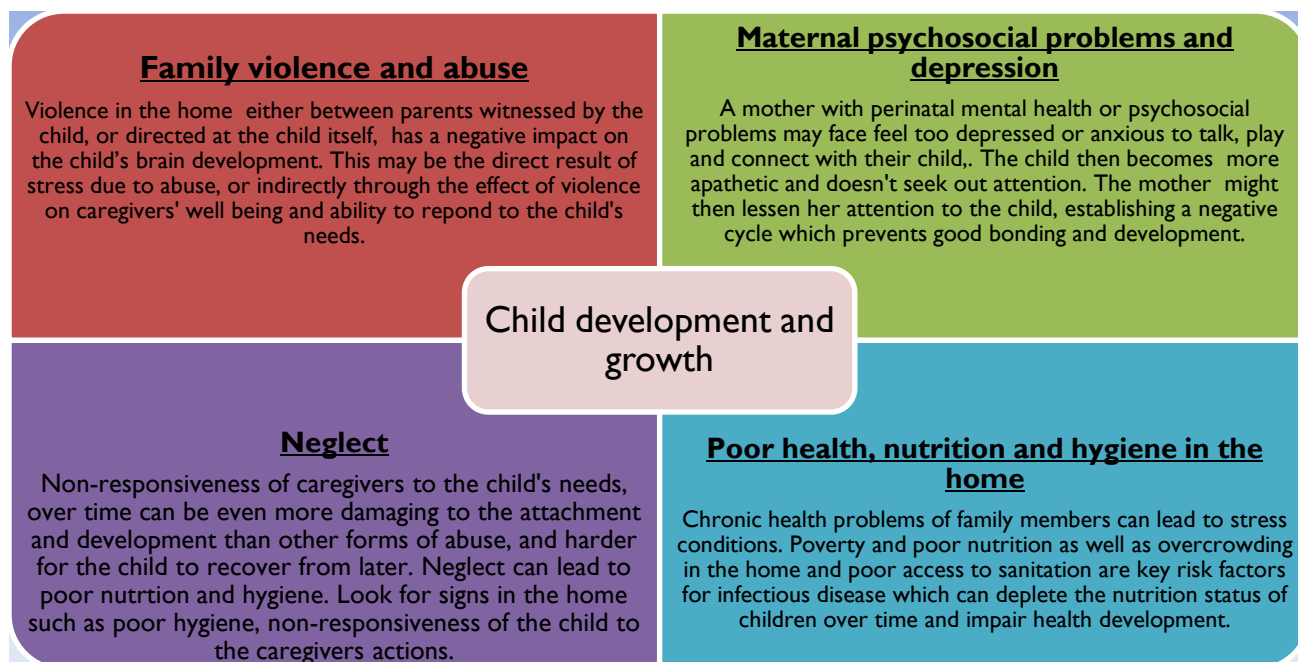 Family violence and abuse
Violence in the home either between parents witnessed by the
child, or directed at the child itself, has a negative impact on
the child’s brain development. This may be the direct result of
stress due to abuse, or indirectly through the effect of violence
on caregivers' well being and ability to repond to the child's
needs.
Maternal psychosocial problems and
depression
A mother with perinatal mental health or psychosocial
problems may face feel too depressed or anxious to talk, play
and connect with their child,. The child then becomes more
apathetic and doesn't seek out attention. The mother might
then lessen her attention to the child, establishing a negative
cycle which prevents good bonding and development.
Child development and
growth
Neglect
Non-responsiveness of caregivers to the child's needs,
over time can be even more damaging to the attachment
and development than other forms of abuse, and harder
for the child to recover from later. Neglect can lead to
poor nutrtion and hygiene. Look for signs in the home
such as poor hygiene, non-responsiveness of the child to
the caregivers actions.
Poor health, nutrition and hygiene in the
home
Chronic health problems of family members can lead to stress
conditions. Poverty and poor nutrition as well as overcrowding
in the home and poor access to sanitation are key risk factors
for infectious disease which can deplete the nutrition status of
children over time and impair health development.